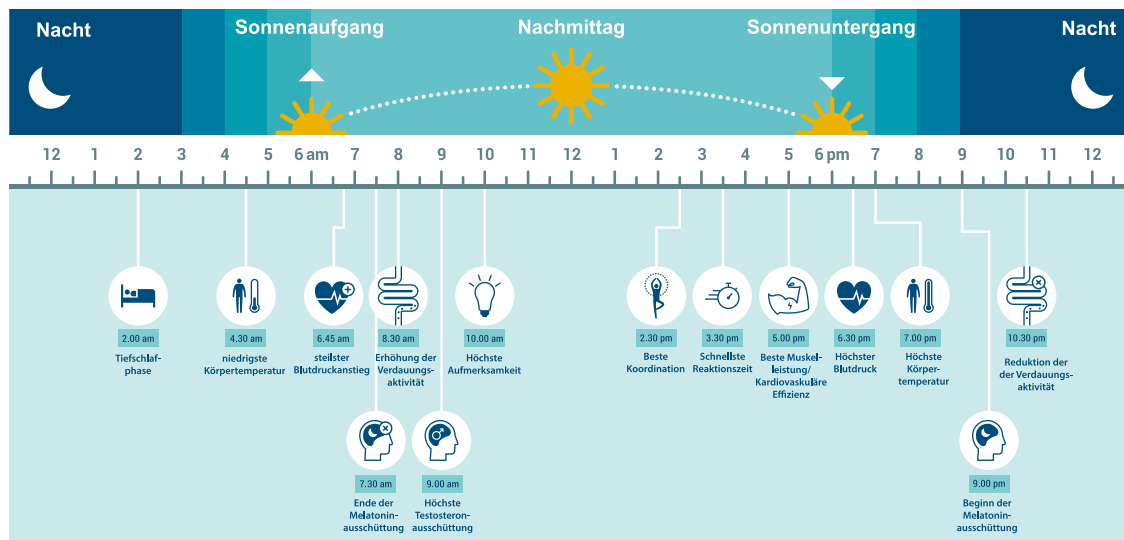 Nacht
Sonnenaufgang
Nachmittag
Sonnenuntergang
Nacht
12 1 2 3 4 5 6 am 7 8 9 10 11 12 1 2 3 4 5 6 pm 7 8 9 10 11 12
2.00 am
Tiefschlaf-
phase
4.30 am
niedrigste
Körpertemperatur
6.45 am
steilster
Blutdruckanstieg
8.30 am
Erhöhung der
Verdauungs-
aktivität
10.00 am
Höchste
Aufmerksamkeit
2.30 pm
Beste
Koordination
3.30 pm
Schnellste
Reaktionszeit
5.00 pm
Beste Muskel-
leistung/
Kardiovaskuläre
Effizienz
6:30 pm
Höchster
Blutdruck
7.00 pm
Höchste
Körper-
temperatur
10.30 pm
Reduktion der
der Verdauungs-
aktivität
7.30 am
Ende der
Melatonin-
ausschüttung
9.00 am
Höchste
Testosteron-
ausschüttung
9.00 pm
Beginn der
Melatonin-
ausschüttung